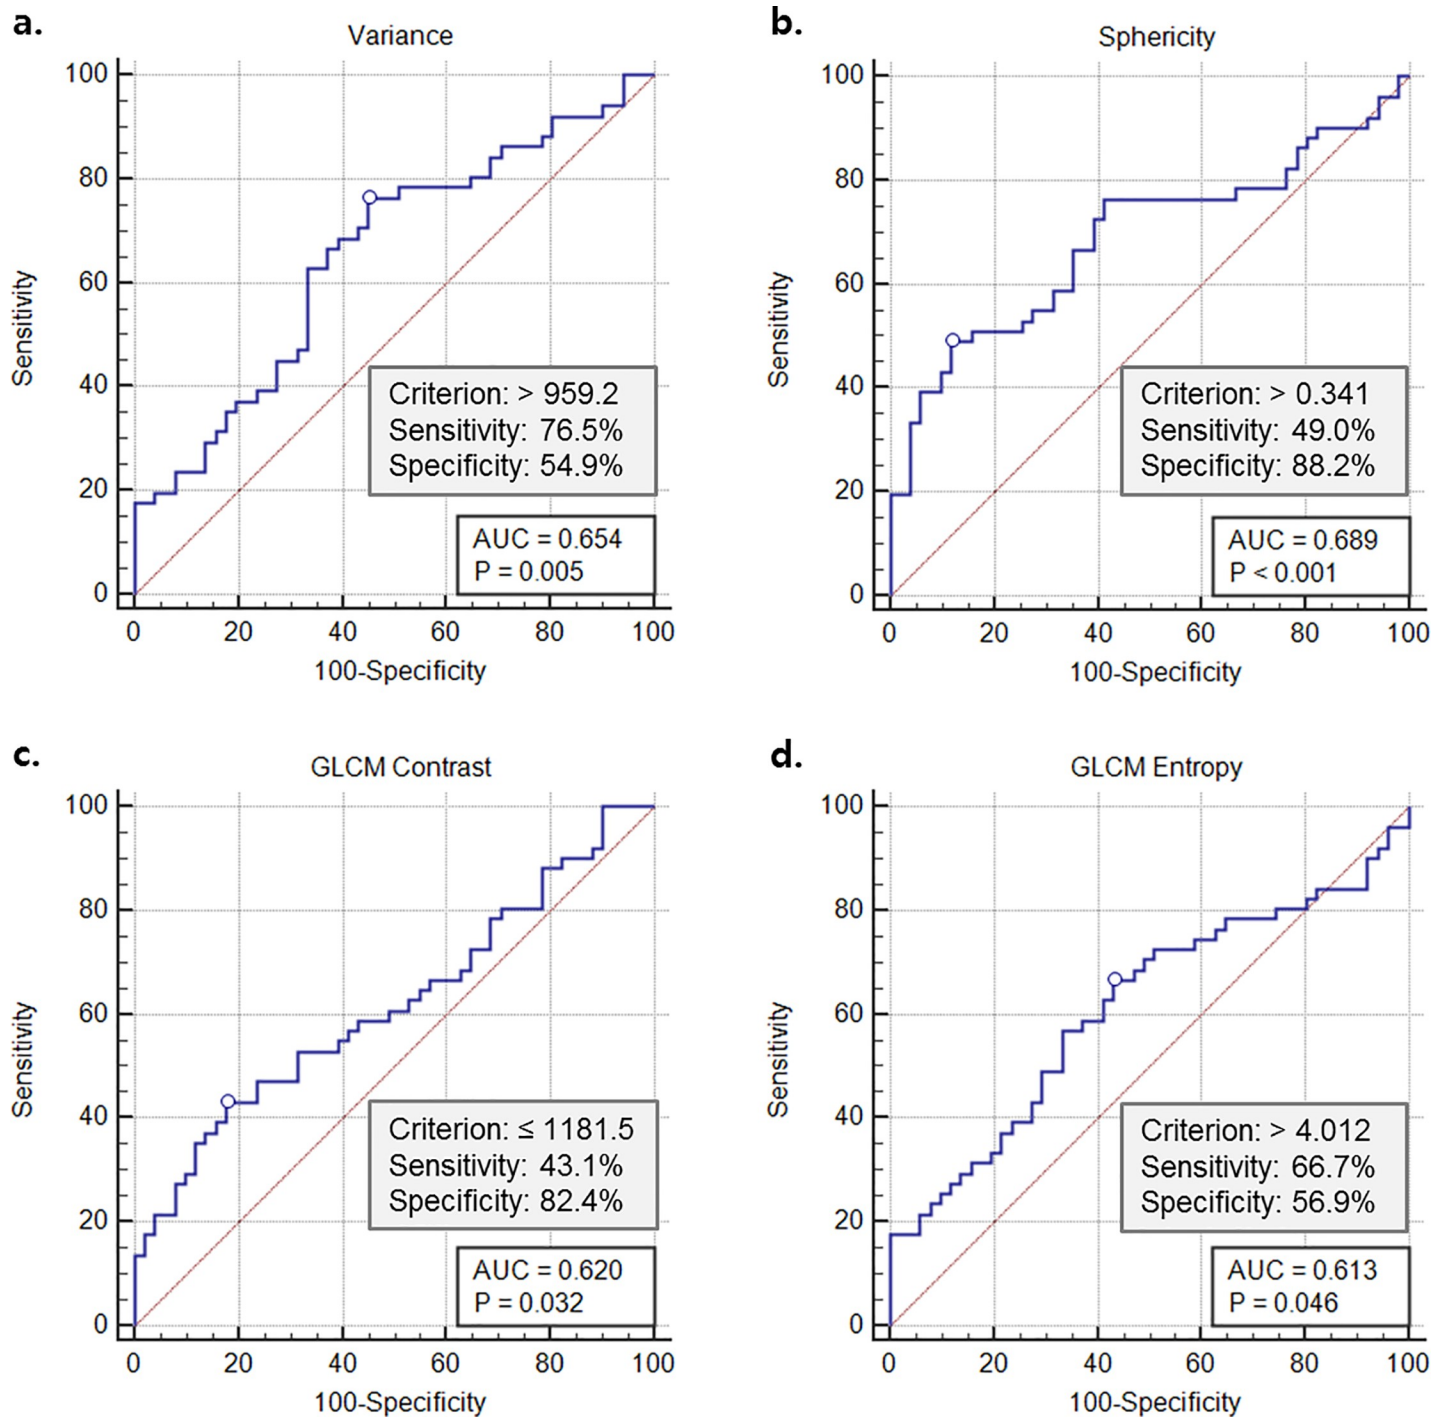 a.
Variance
100
80
60
40
20
0
Sensitivity
Criterion: > 959.2
Sensitivity: 76.5%
Specificity: 54.9%
AUC = 0.654
P = 0.005
0 20 40 60 80 100
100-Specificity
b.
Sphericity
100
80
60
40
20
0
Sensitivity
Criterion: > 0.341
Sensitivity: 49.0%
Specificity: 88.2%
AUC = 0.689
P < 0.001
0 20 40 60 80 100
100-Specificity
c.
GLCM Contrast
100
80
60
40
20
0
Sensitivity
Criterion: ≤ 1181.5
Sensitivity: 43.1%
Specificity: 82.4%
AUC = 0.620
P = 0.032
0 20 40 60 80 100
100-Specificity
d.
GLCM Entropy
100
80
60
40
20
0
Sensitivity
Criterion: > 4.012
Sensitivity: 66.7%
Specificity: 56.9%
AUC = 0.613
P = 0.046
0 20 40 60 80 100
100-Specificity